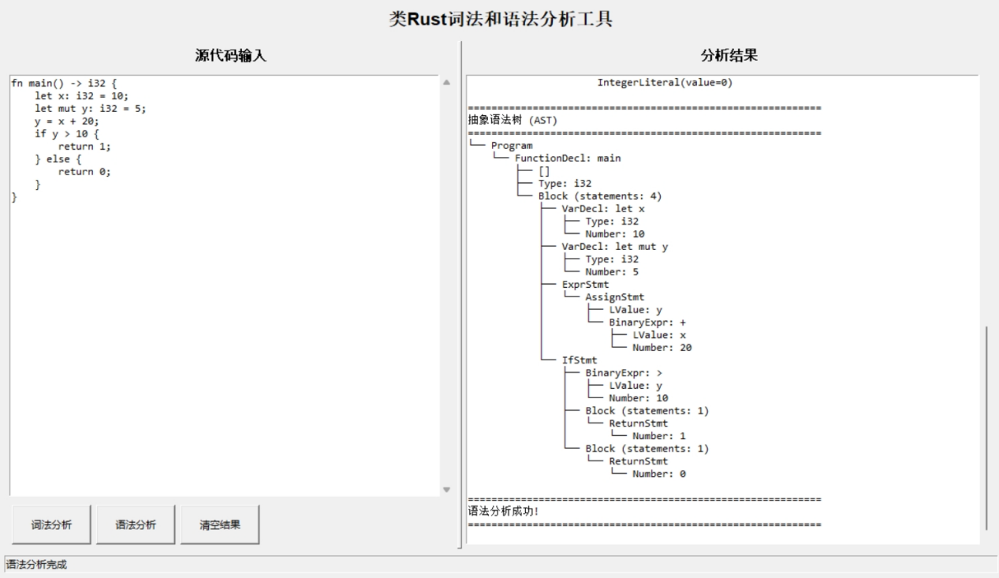 类Rust词法和语法分析工具
源代码输入
fn main() -> i32 {
    let x: i32 = 10;
    let mut y: i32 = 5;
    y = x + 20;
    if y > 10 {
        return 1;
    } else {
        return 0;
    }
}
词法分析 语法分析 清空结果
分析结果
                      IntegerLiteral(value=0)
============================================================
抽象语法树 (AST)
============================================================
└── Program
    └── FunctionDecl: main
        ├── []
        ├── Type: i32
        └── Block (statements: 4)
            ├── VarDecl: let x
            │   ├── Type: i32
            │   └── Number: 10
            ├── VarDecl: let mut y
            │   ├── Type: i32
            │   └── Number: 5
            ├── ExprStmt
            │   └── AssignStmt
            │       ├── LValue: y
            │       └── BinaryExpr: +
            │           ├── LValue: x
            │           └── Number: 20
            └── IfStmt
                ├── BinaryExpr: >
                │   ├── LValue: y
                │   └── Number: 10
                ├── Block (statements: 1)
                │   └── ReturnStmt
                │       └── Number: 1
                └── Block (statements: 1)
                    └── ReturnStmt
                        └── Number: 0
============================================================
语法分析成功!
============================================================
语法分析完成